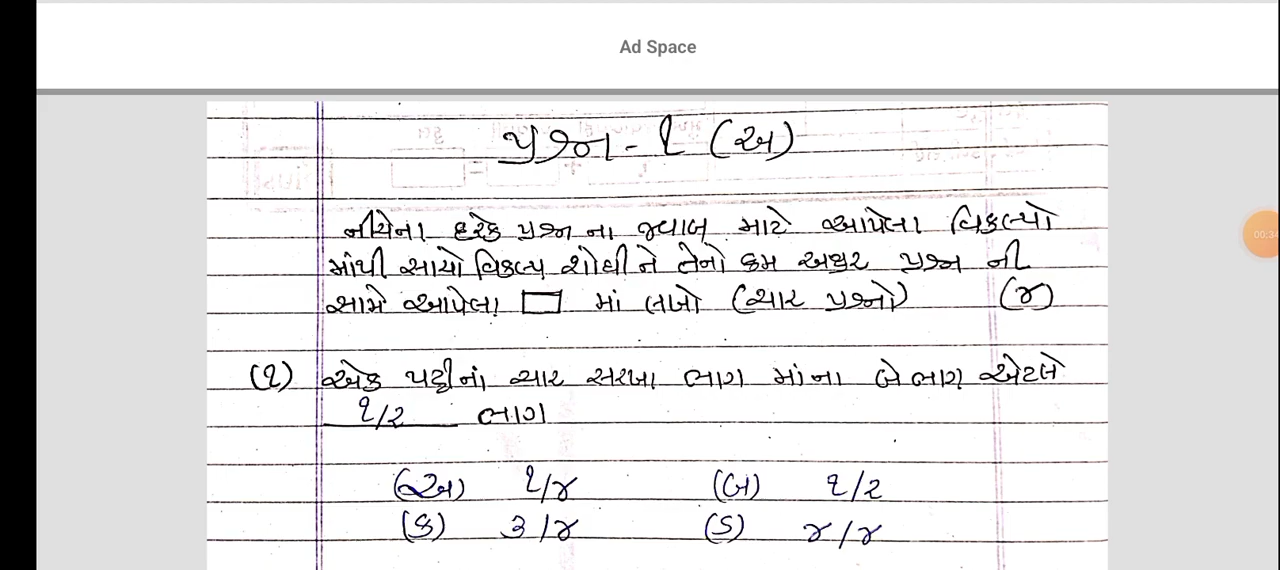 Ad Space
પ્રશ્ન - ૧ (અ)
નીચેના દરેક પ્રશ્ન ના જવાબ માટે આપેલા વિકલ્પો
માંથી સાચો વિકલ્પ શોધી ને તેનો ક્રમ અક્ષર પ્રશ્ન ની
સામે આપેલા માં લખો (ચાર પ્રશ્નો) (૪)
(૧) એક પટ્ટીનાં ચાર સરખા ભાગ માંના બે ભાગ એટલે
૧/૨ ભાગ
(અ) ૧/૪ (બ) ૧/૨
(ક) ૩/૪ (ડ) ૪/૪